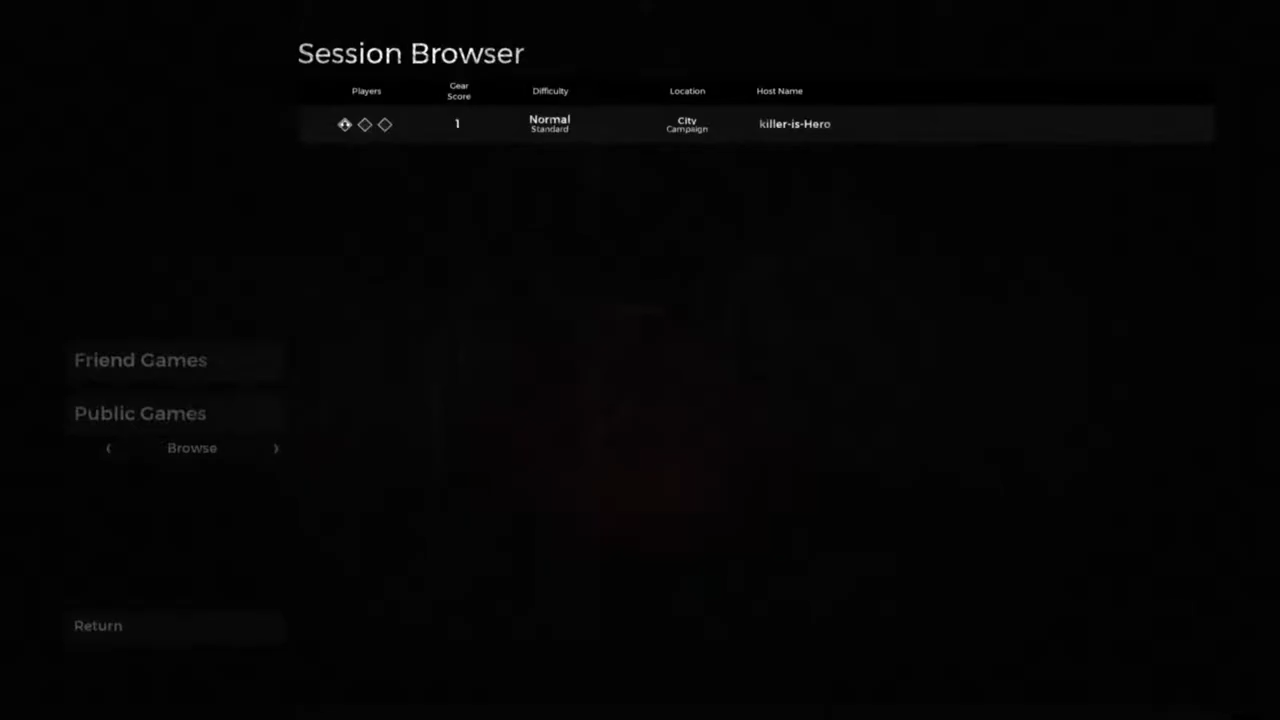 Session Browser
Players Gear Score Difficulty Location Host Name
1 Normal Standard City Campaign killer-is-Hero
Friend Games
Public Games
Browse
Return